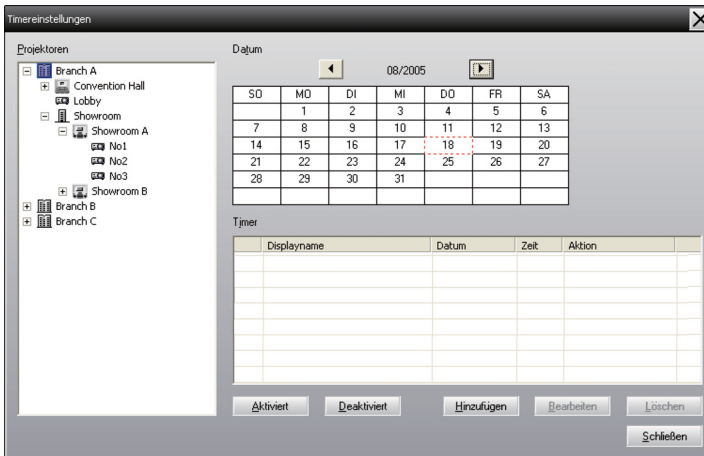 Timereinstellungen
Projektoren
Branch A
Convention Hall
Lobby
Showroom
Showroom A
No1
No2
No3
Showroom B
Branch B
Branch C
Datum
08/2005
SO MO DI MI DO FR SA
1 2 3 4 5 6
7 8 9 10 11 12 13
14 15 16 17 18 19 20
21 22 23 24 25 26 27
28 29 30 31
Timer
Displayname Datum Zeit Aktion
Aktiviert Deaktiviert Hinzufügen Bearbeiten Löschen
Schließen